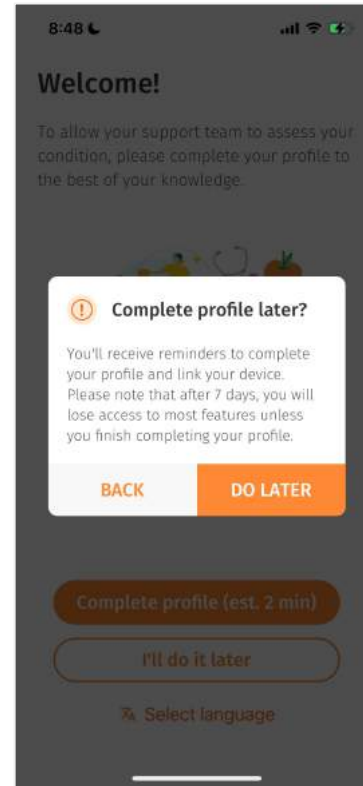 8:48
Welcome!
To allow your support team to assess your
condition, please complete your profile to
the best of your knowledge.
Complete profile later?
You'll receive reminders to complete
your profile and link your device.
Please note that after 7 days, you will
lose access to most features unless
you finish completing your profile.
BACK DO LATER
Complete profile (est. 2 min)
I'll do it later
Select language